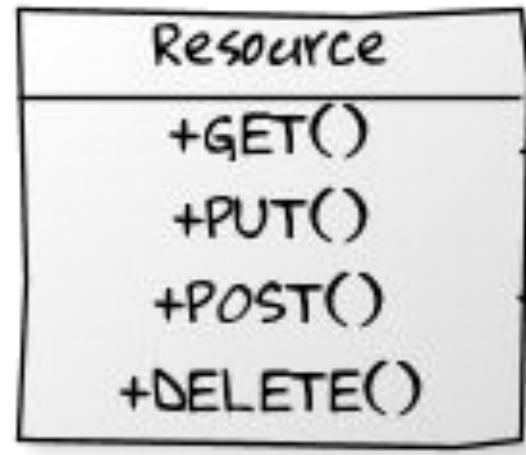 Resource
+GET()
+PUT()
+POST()
+DELETE()